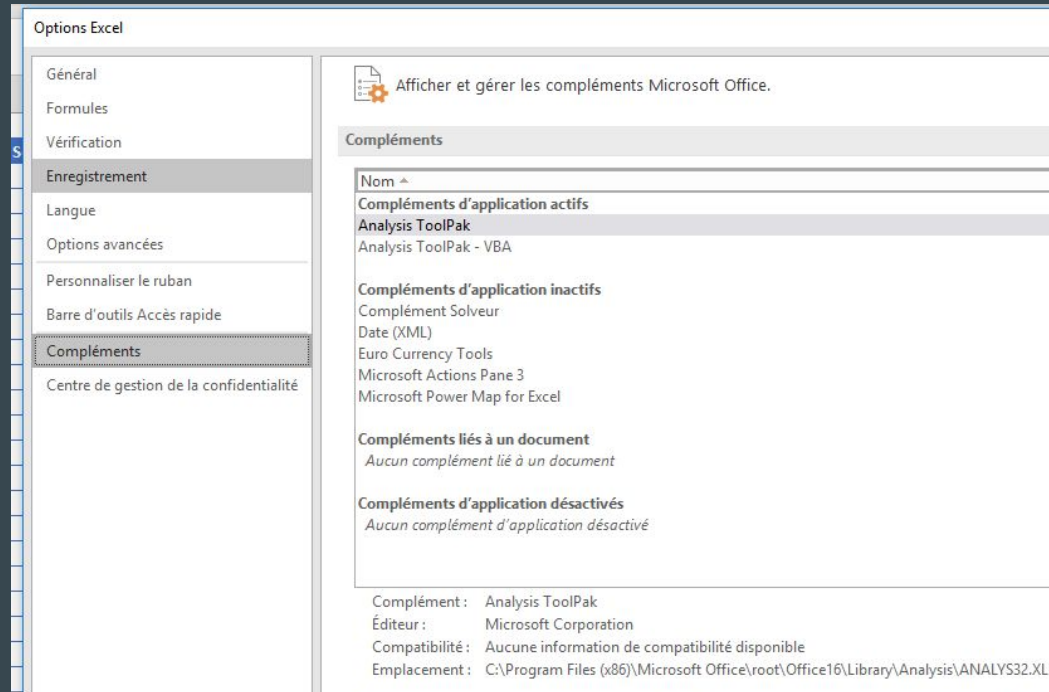 Options Excel
Général
Formules
Vérification
Enregistrement
Langue
Options avancées
Personnaliser le ruban
Barre d'outils Accès rapide
Compléments
Centre de gestion de la confidentialité
Afficher et gérer les compléments Microsoft Office.
Compléments
Nom
Compléments d'application actifs
Analysis ToolPak
Analysis ToolPak - VBA
Compléments d'application inactifs
Complément Solveur
Date (XML)
Euro Currency Tools
Microsoft Actions Pane 3
Microsoft Power Map for Excel
Compléments liés à un document
Aucun complément lié à un document
Compléments d'application désactivés
Aucun complément d'application désactivé
Complément : Analysis ToolPak
Éditeur : Microsoft Corporation
Compatibilité : Aucune information de compatibilité disponible
Emplacement : C:\Program Files (x86)\Microsoft Office\root\Office16\Library\Analysis\ANALYS32.XL
S